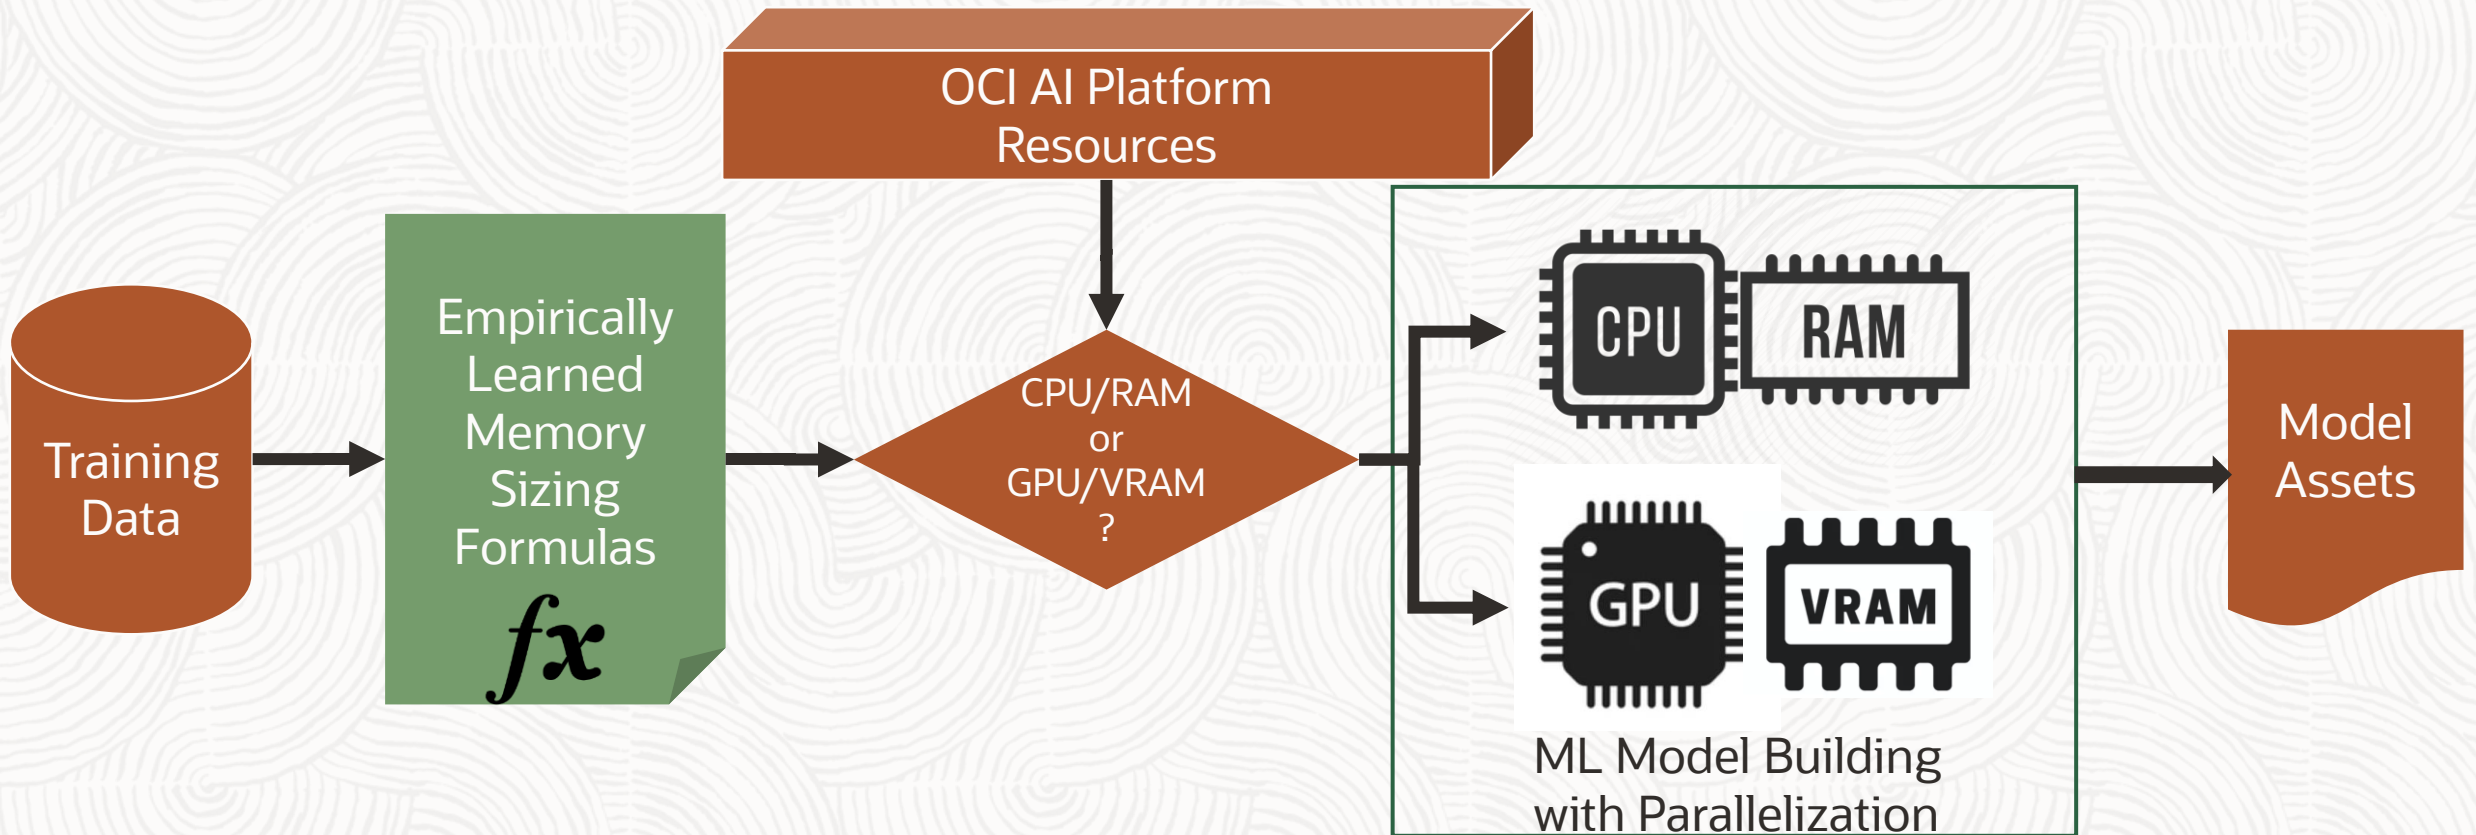 OCI AI Platform
Resources
Training
Data
Empirically
Learned
Memory
Sizing
Formulas
fx
CPU/RAM
or
GPU/VRAM
?
CPU
RAM
GPU
VRAM
ML Model Building
with Parallelization
Model
Assets